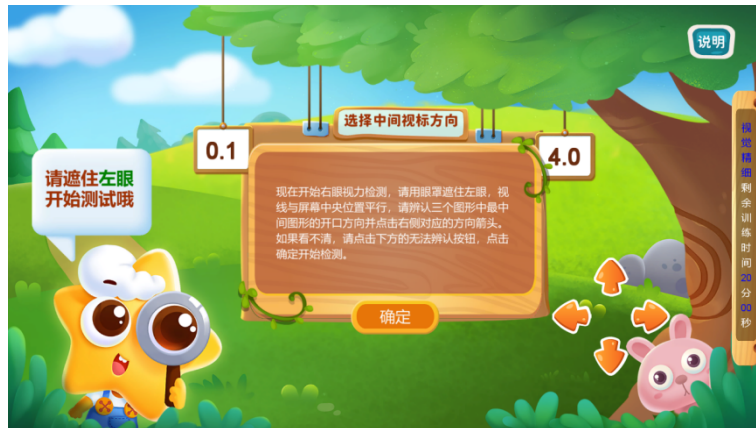 说明
选择中间视标方向
0.1
4.0
请遮住左眼
开始测试哦
现在开始右眼视力检测，请用眼罩遮住左眼，视
线与屏幕中央位置平行，请辨认三个图形中最中
间图形的开口方向并点击右侧对应的方向箭头。
如果看不清，请点击下方的无法辨认按钮，点击
确定开始检测。
确定
视觉精细剩余训练时间20分00秒